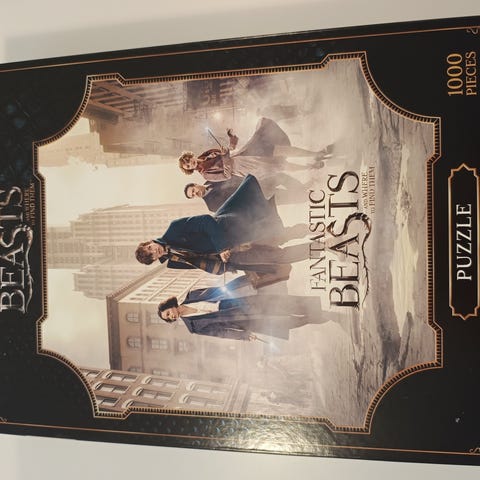 BEASTS
AND WHERE
TO FIND THEM
FANTASTIC
BEASTS
AND WHERE
TO FIND THEM
PUZZLE
1000
PIECES